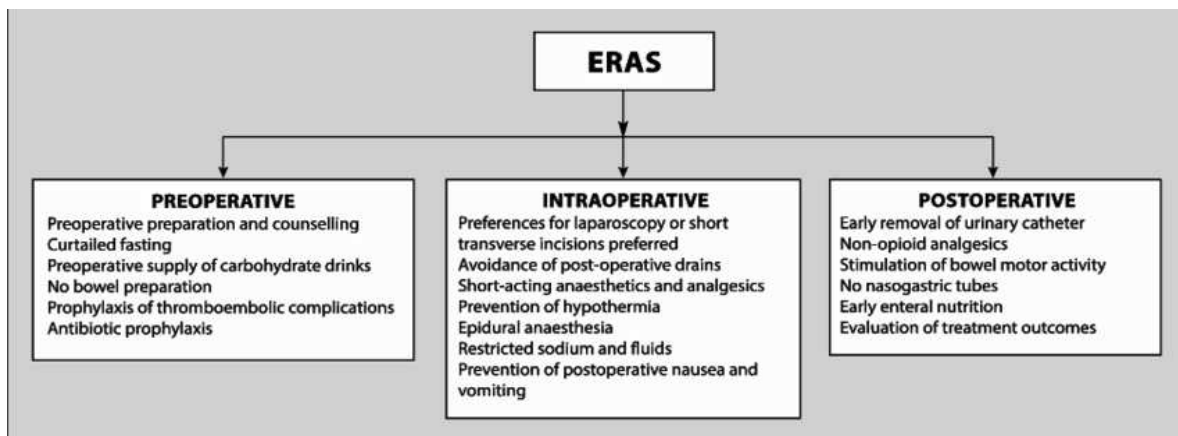 ERAS
PREOPERATIVE
Preoperative preparation and counselling
Curtailed fasting
Preoperative supply of carbohydrate drinks
No bowel preparation
Prophylaxis of thromboembolic complications
Antibiotic prophylaxis
INTRAOPERATIVE
Preferences for laparoscopy or short
transverse incisions preferred
Avoidance of post-operative drains
Short-acting anaesthetics and analgesics
Prevention of hypothermia
Epidural anaesthesia
Restricted sodium and fluids
Prevention of postoperative nausea and
vomiting
POSTOPERATIVE
Early removal of urinary catheter
Non-opioid analgesics
Stimulation of bowel motor activity
No nasogastric tubes
Early enteral nutrition
Evaluation of treatment outcomes